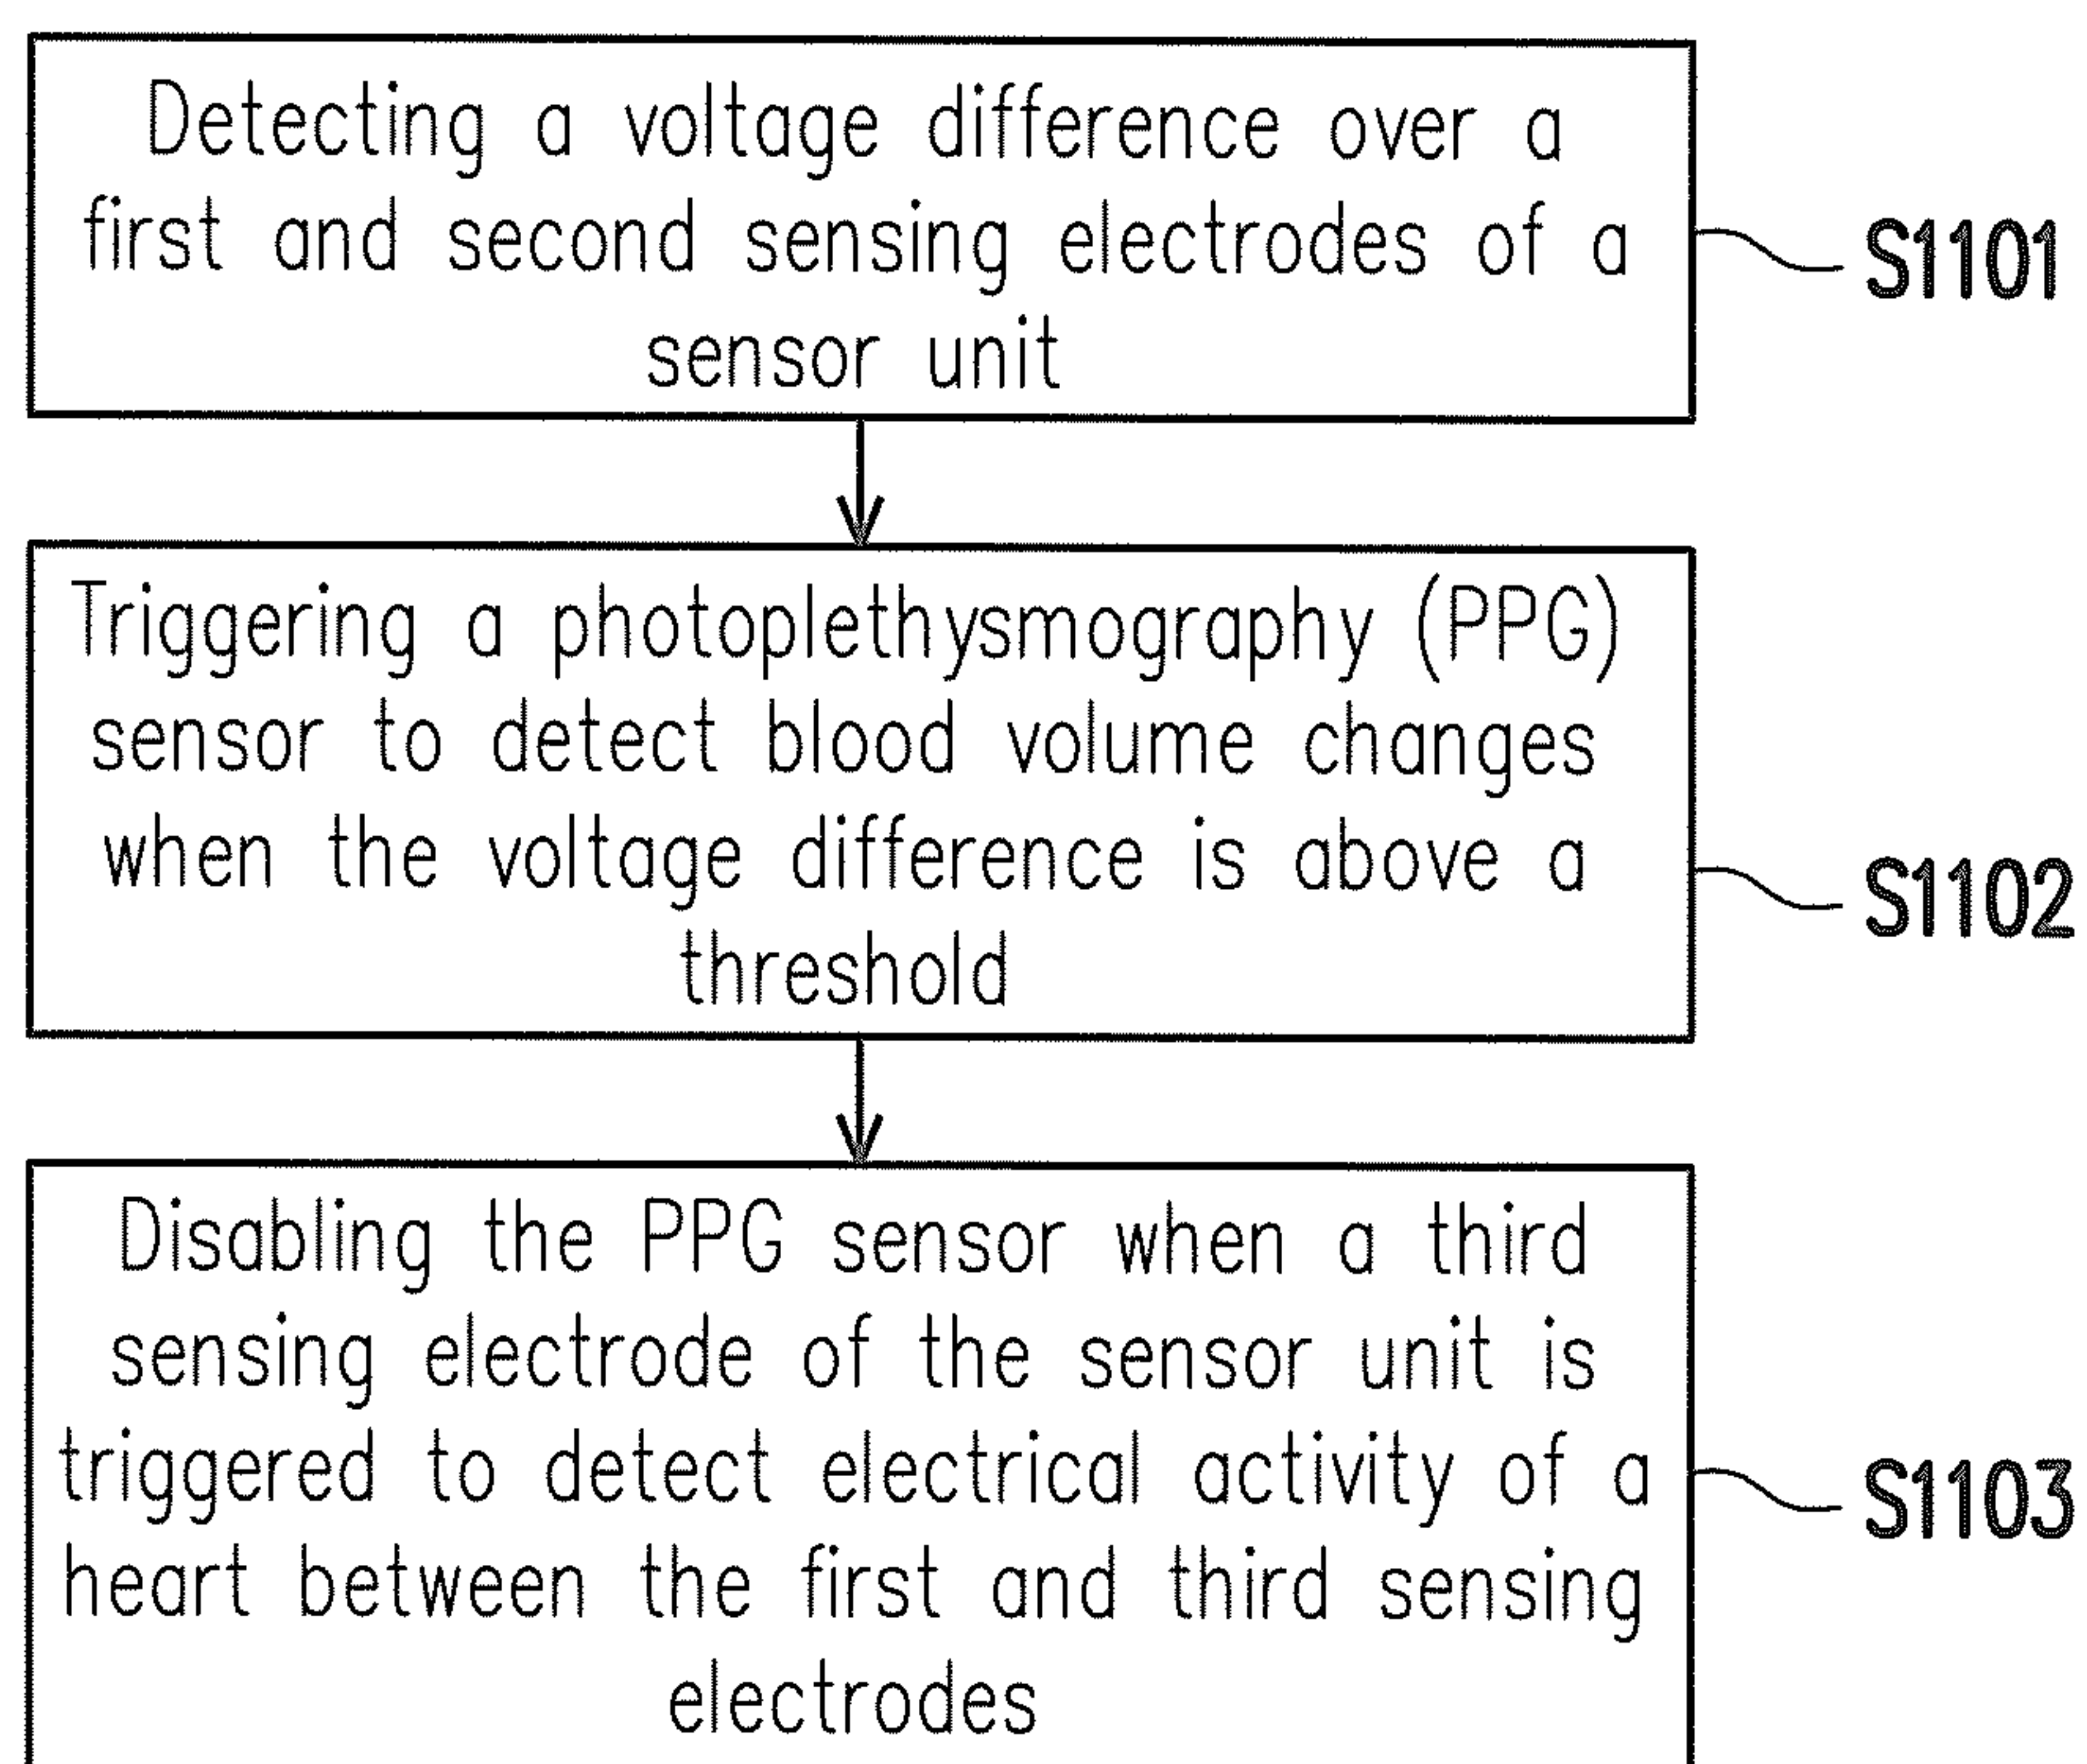 Detecting a voltage difference over a
first and second sensing electrodes of a
sensor unit
S1101
Triggering a photoplethysmography (PPG)
sensor to detect blood volume changes
when the voltage difference is above a
threshold
S1102
Disabling the PPG sensor when a third
sensing electrode of the sensor unit is
triggered to detect electrical activity of a
heart between the first and third sensing
electrodes
S1103